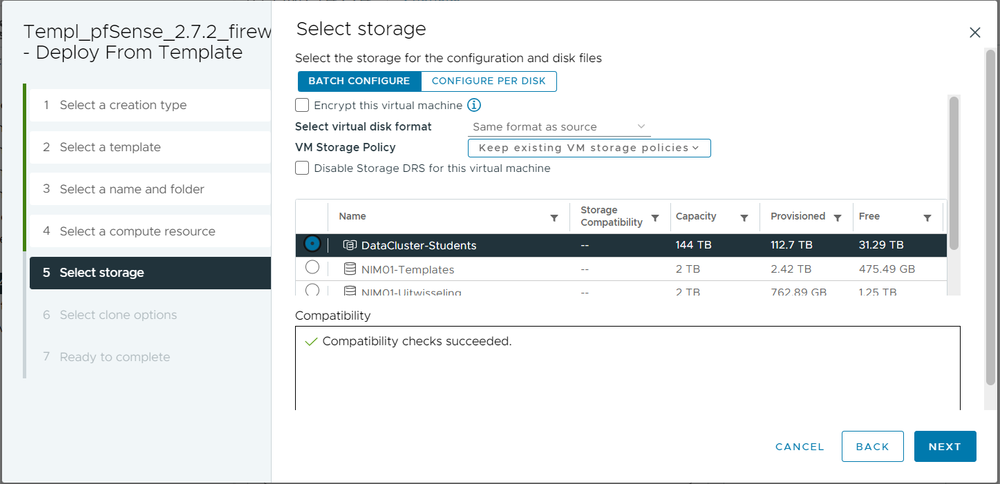 Templ_pfSense_2.7.2_firew
- Deploy From Template
1 Select a creation type
2 Select a template
3 Select a name and folder
4 Select a compute resource
5 Select storage
6 Select clone options
7 Ready to complete
Select storage
Select the storage for the configuration and disk files
BATCH CONFIGURE CONFIGURE PER DISK
Encrypt this virtual machine
Select virtual disk format Same format as source
VM Storage Policy Keep existing VM storage policies
Disable Storage DRS for this virtual machine
Name Storage Compatibility Capacity Provisioned Free
DataCluster-Students -- 144 TB 112.7 TB 31.29 TB
NIM01-Templates -- 2 TB 2.42 TB 475.49 GB
NIM01-Uitwisseling -- 2 TB 762.89 GB 1.25 TB
Compatibility
Compatibility checks succeeded.
CANCEL BACK NEXT